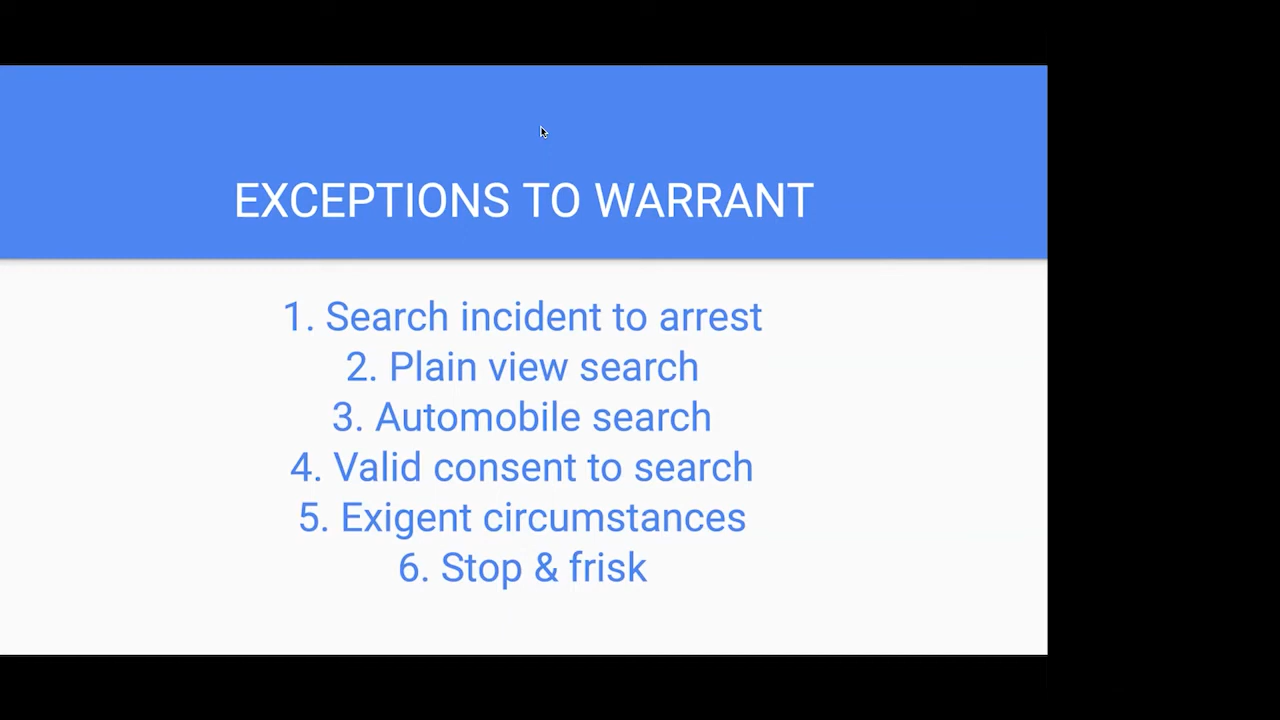 EXCEPTIONS TO WARRANT
1. Search incident to arrest
2. Plain view search
3. Automobile search
4. Valid consent to search
5. Exigent circumstances
6. Stop & frisk